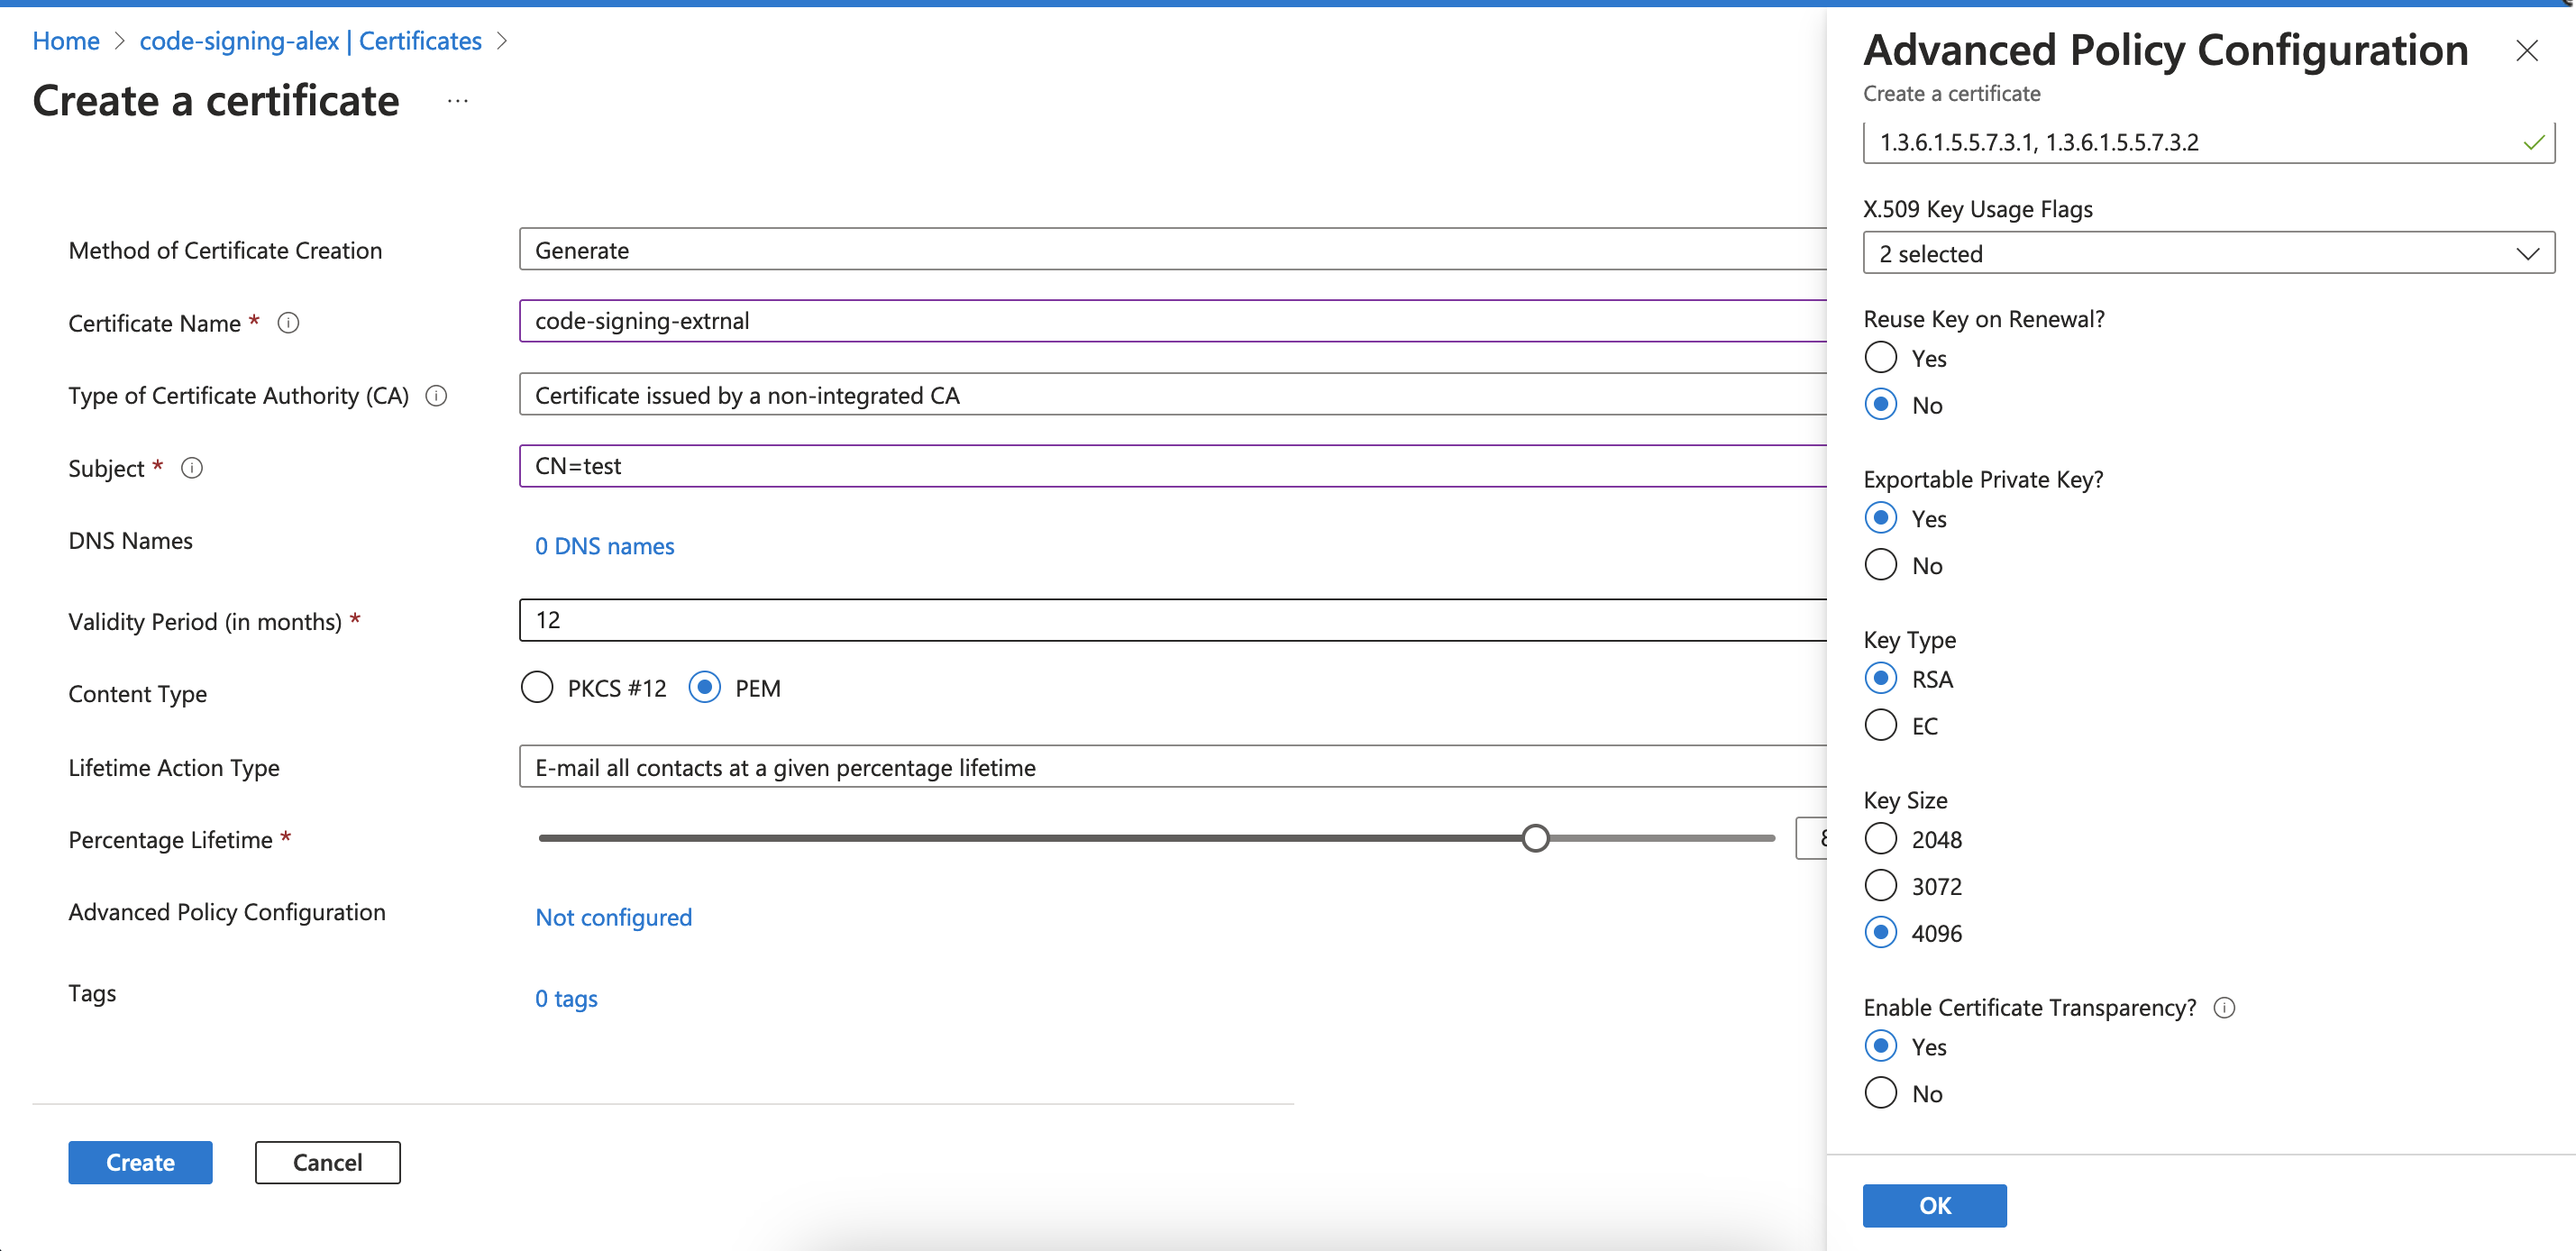 Home > code-signing-alex | Certificates >
Create a certificate ...
Method of Certificate Creation Generate
Certificate Name * code-signing-extrnal
Type of Certificate Authority (CA) Certificate issued by a non-integrated CA
Subject * CN=test
DNS Names 0 DNS names
Validity Period (in months) * 12
Content Type PKCS #12 PEM
Lifetime Action Type E-mail all contacts at a given percentage lifetime
Percentage Lifetime *
Advanced Policy Configuration Not configured
Tags 0 tags
Create Cancel
Advanced Policy Configuration
Create a certificate
1.3.6.1.5.5.7.3.1, 1.3.6.1.5.5.7.3.2
X.509 Key Usage Flags
2 selected
Reuse Key on Renewal?
Yes
No
Exportable Private Key?
Yes
No
Key Type
RSA
EC
Key Size
2048
3072
4096
Enable Certificate Transparency?
Yes
No
OK